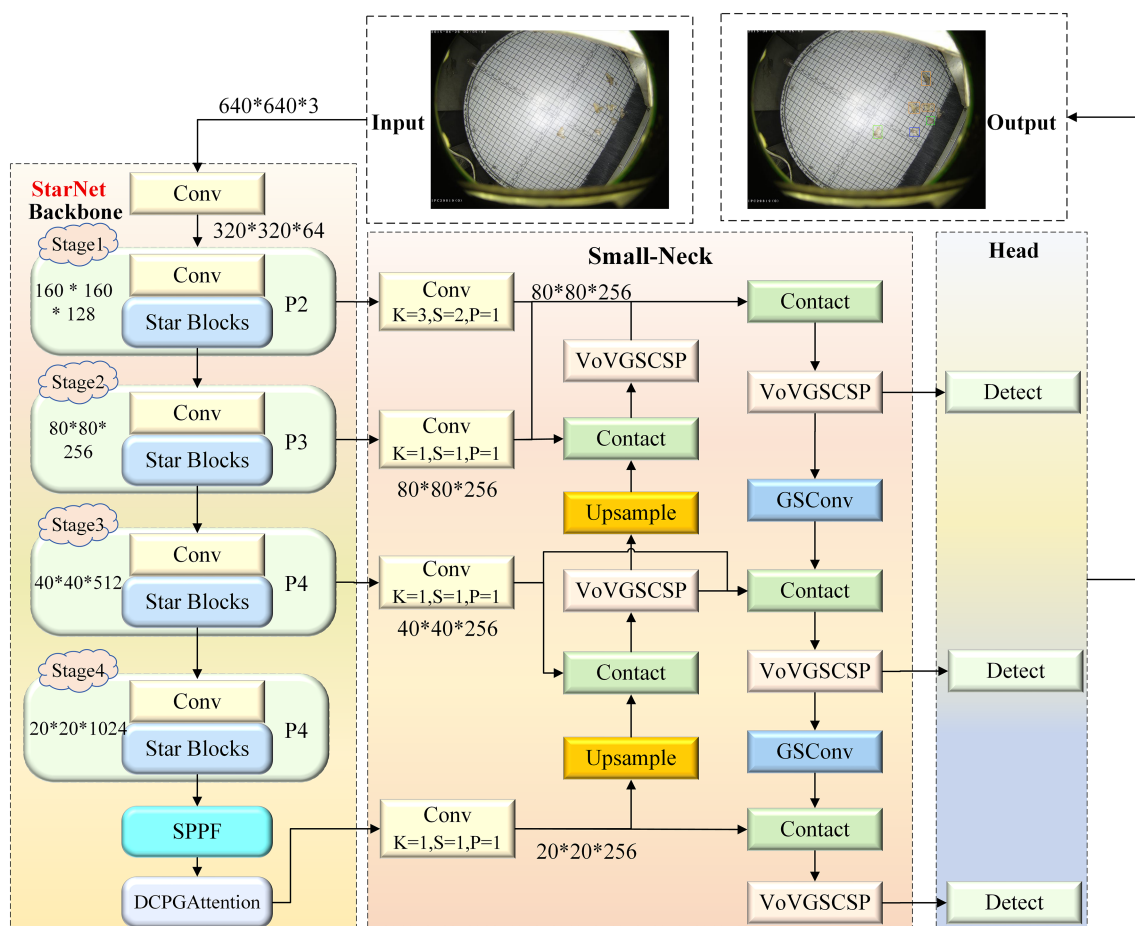 640*640*3
Input
Output
StarNet
Backbone
Conv
320*320*64
Stage1
160 * 160
* 128
Conv
Star Blocks
P2
Stage2
80*80*
256
Conv
Star Blocks
P3
Stage3
40*40*512
Conv
Star Blocks
P4
Stage4
20*20*1024
Conv
Star Blocks
P4
SPPF
DCPGAttention
Small-Neck
Conv
K=3,S=2,P=1
80*80*256
Conv
K=1,S=1,P=1
80*80*256
Conv
K=1,S=1,P=1
40*40*256
Conv
K=1,S=1,P=1
20*20*256
VoVGSCSP
Contact
Upsample
VoVGSCSP
Contact
Upsample
Contact
VoVGSCSP
GSConv
Contact
VoVGSCSP
GSConv
Contact
VoVGSCSP
Head
Detect
Detect
Detect